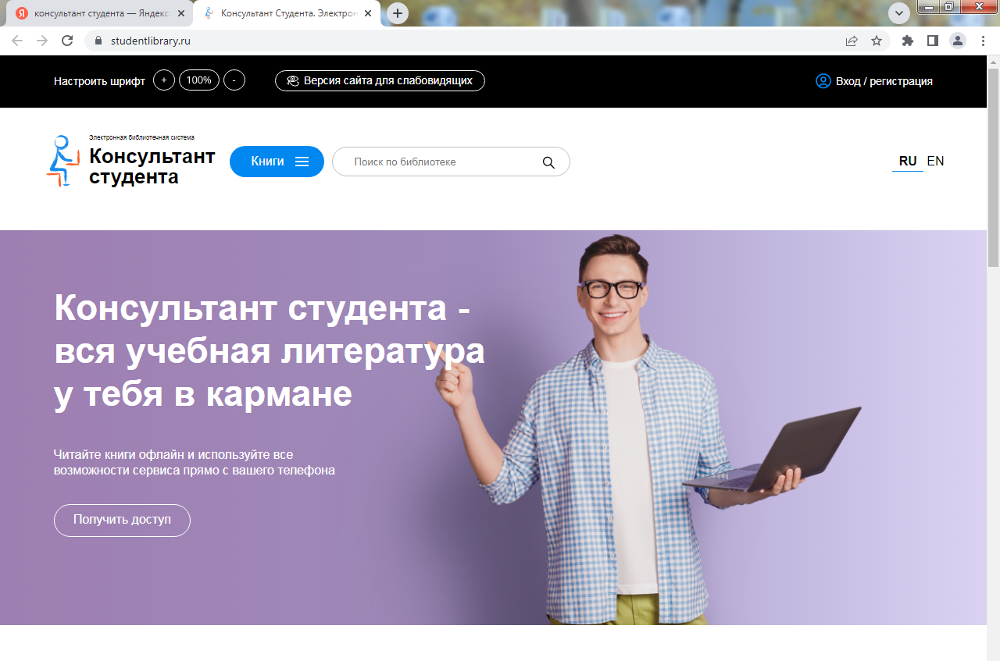 консультант студента — Яндекс
Консультант Студента. Электрон
studentlibrary.ru
Настроить шрифт + 100% -
Версия сайта для слабовидящих
Вход / регистрация
Электронная библиотечная система
Консультант
студента
Книги
Поиск по библиотеке
RU EN
Консультант студента -
вся учебная литература
у тебя в кармане
Читайте книги офлайн и используйте все
возможности сервиса прямо с вашего телефона
Получить доступ